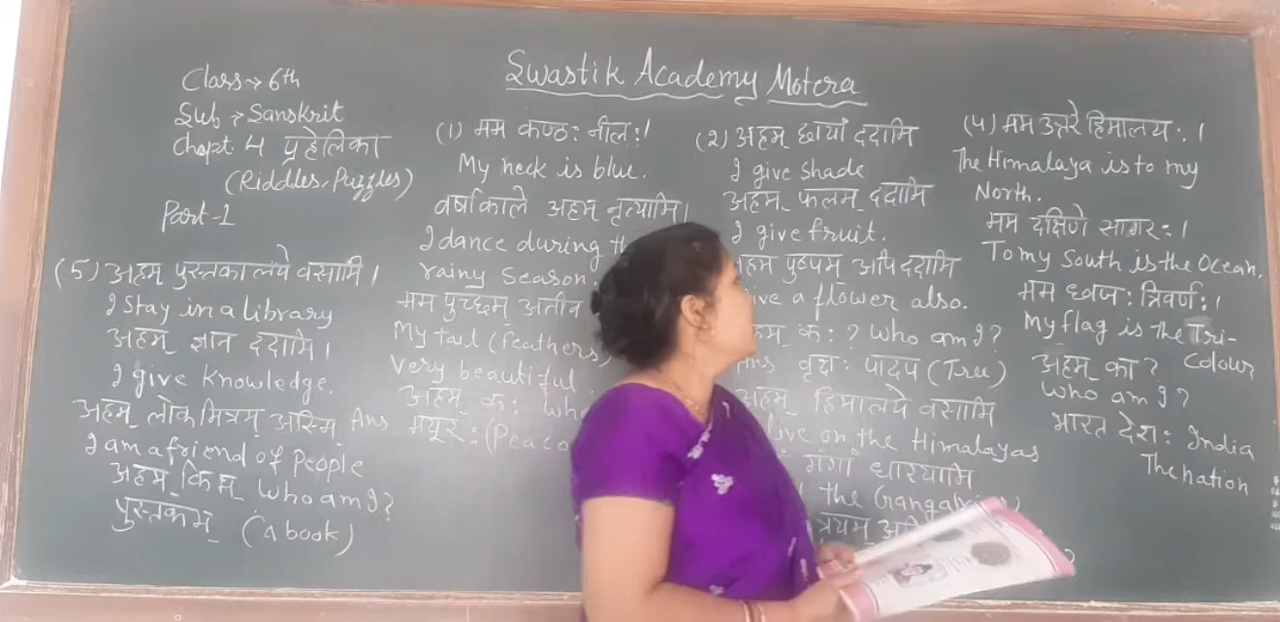 Swastik Academy Motera
Class → 6th
Sub → Sanskrit
Chapt. 4 प्रहेलिका
(Riddles, Puzzles)
Part-1
(1) मम कण्ठः नीलः!
My neck is blue.
वर्षाकाले अहम् नृत्यामि।
I dance during
rainy season.
मम पुच्छम् अतीव
My tail (feathers)
very beautiful
अहम् कः
Ans मयूरः (Peaco
(2) अहम् छायाँ ददामि
I give shade
अहम् फलम् ददामि
I give fruit.
पुष्पम् अपि ददामि
a flower also.
कः ? Who am I?
वृक्षः पादप (Tree)
अहम् हिमालये वसामि
live on the Himalayas
गंगां धारयामि
the Ganga
त्रयम्
(4) मम उत्तरे हिमालयः।
The Himalaya is to my
North.
मम दक्षिणे सागरः।
To my South is the Ocean.
मम ध्वजः त्रिवर्णः।
My flag is the Tri-
Colour
अहम् का?
Who am I?
भारत देशः India
The nation
(5) अहम् पुस्तकालये वसामि।
I stay in a library
अहम् ज्ञान ददामि।
I give knowledge.
अहम् लोकमित्रम् अस्मि
I am a friend of People
अहम् किम् Who am I?
पुस्तकम् (a book)